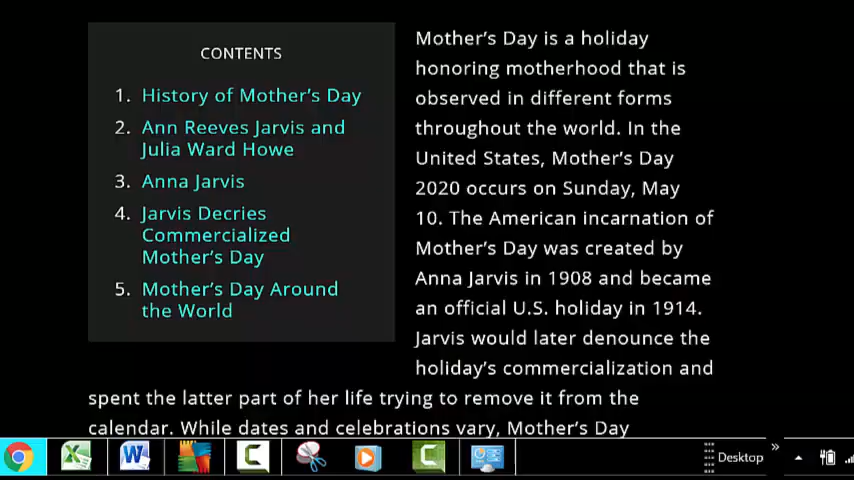 CONTENTS
1. History of Mother's Day
2. Ann Reeves Jarvis and
Julia Ward Howe
3. Anna Jarvis
4. Jarvis Decries
Commercialized
Mother's Day
5. Mother's Day Around
the World
Mother's Day is a holiday
honoring motherhood that is
observed in different forms
throughout the world. In the
United States, Mother's Day
2020 occurs on Sunday, May
10. The American incarnation of
Mother's Day was created by
Anna Jarvis in 1908 and became
an official U.S. holiday in 1914.
Jarvis would later denounce the
holiday's commercialization and
spent the latter part of her life trying to remove it from the
calendar. While dates and celebrations vary, Mother's Day
Desktop